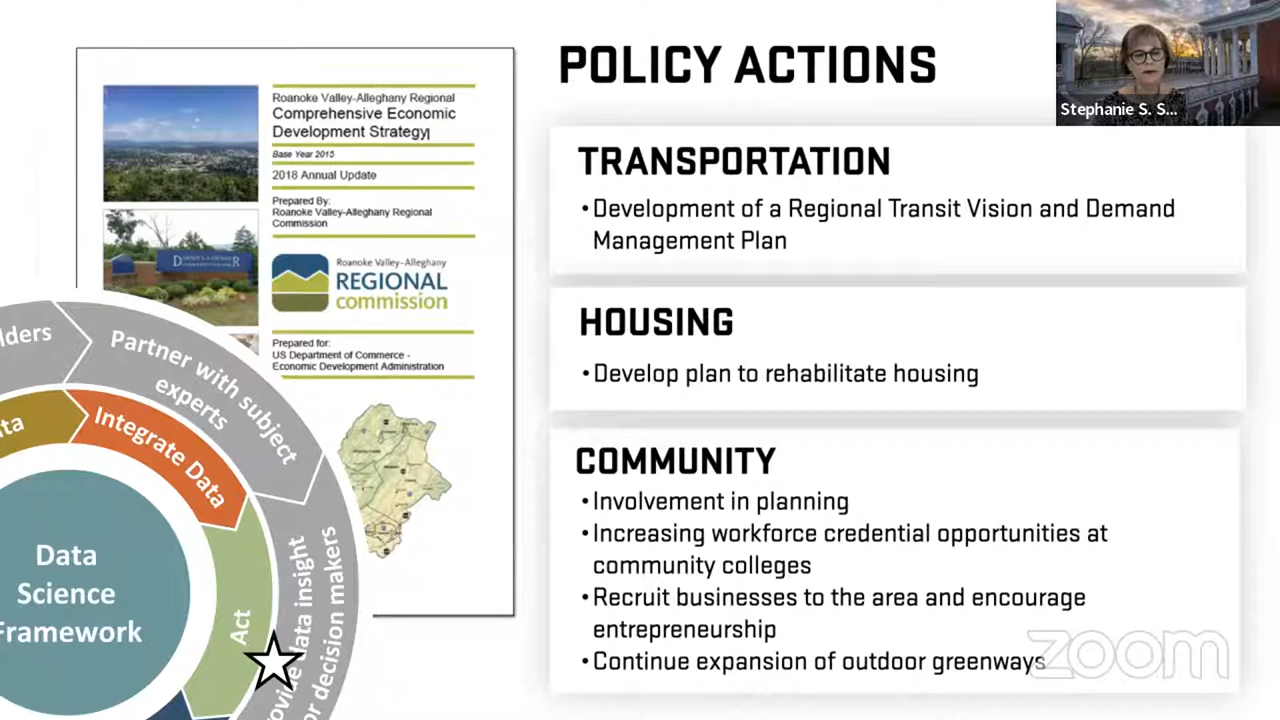 POLICY ACTIONS
Stephanie S. S...
Roanoke Valley-Alleghany Regional
Comprehensive Economic
Development Strategy
Base Year 2015
2018 Annual Update
Prepared By:
Roanoke Valley-Alleghany Regional
Commission
Roanoke Valley-Alleghany
REGIONAL
commission
Prepared for:
US Department of Commerce -
Economic Development Administration
TRANSPORTATION
•Development of a Regional Transit Vision and Demand
Management Plan
HOUSING
•Develop plan to rehabilitate housing
COMMUNITY
•Involvement in planning
•Increasing workforce credential opportunities at
community colleges
•Recruit businesses to the area and encourage
entrepreneurship
•Continue expansion of outdoor greenways
lders
Partner with subject
experts
ta
Integrate Data
Act
ovide data insight
or decision makers
Data
Science
Framework
zoom